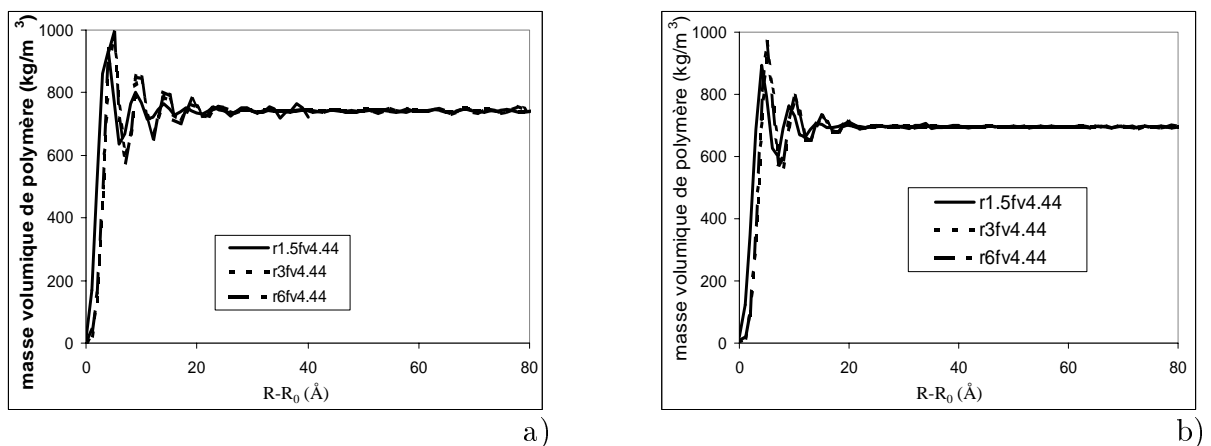 masse volumique de polymère (kg/m³)
1000
800
600
400
200
0
0 20 40 60 80
R-R₀ (Å)
r1.5fv4.44
r3fv4.44
r6fv4.44
a)
masse volumique de polymère (kg/m³)
1000
800
600
400
200
0
0 20 40 60 80
R-R₀ (Å)
r1.5fv4.44
r3fv4.44
r6fv4.44
b)